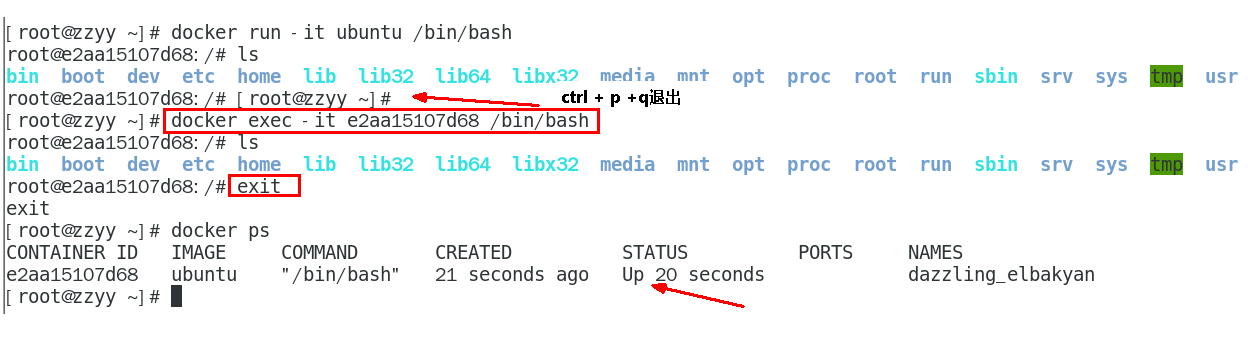 [root@zzyy ~]# docker run -it ubuntu /bin/bash
root@e2aa15107d68:/# ls
bin  boot  dev  etc  home  lib  lib32  lib64  libx32  media  mnt  opt  proc  root  run  sbin  srv  sys  tmp  usr
root@e2aa15107d68:/# [root@zzyy ~]# ctrl + p +q退出
[root@zzyy ~]# docker exec -it e2aa15107d68 /bin/bash
root@e2aa15107d68:/# ls
bin  boot  dev  etc  home  lib  lib32  lib64  libx32  media  mnt  opt  proc  root  run  sbin  srv  sys  tmp  usr
root@e2aa15107d68:/# exit
exit
[root@zzyy ~]# docker ps
CONTAINER ID   IMAGE     COMMAND       CREATED          STATUS          PORTS     NAMES
e2aa15107d68   ubuntu    "/bin/bash"   21 seconds ago   Up 20 seconds             dazzling_elbakyan
[root@zzyy ~]#